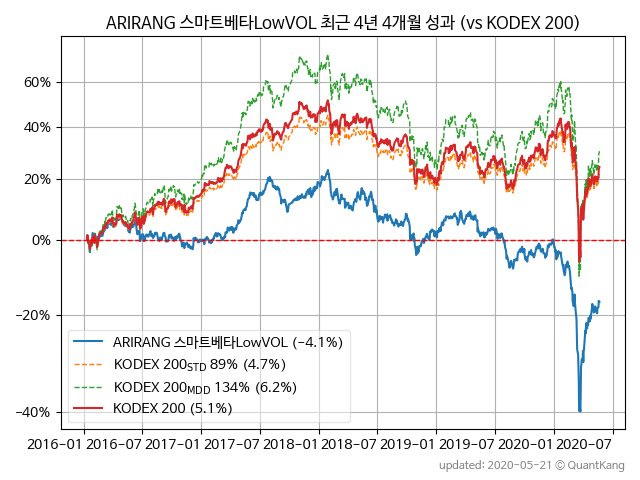 ARIRANG 스마트베타LowVOL 최근 4년 4개월 성과 (vs KODEX 200)
60%
40%
20%
0%
−20%
−40%
ARIRANG 스마트베타LowVOL (−4.1%)
KODEX 200STD 89% (4.7%)
KODEX 200MDD 134% (6.2%)
KODEX 200 (5.1%)
2016-01 2016-07 2017-01 2017-07 2018-01 2018-07 2019-01 2019-07 2020-01 2020-07
updated: 2020-05-21 © QuantKang